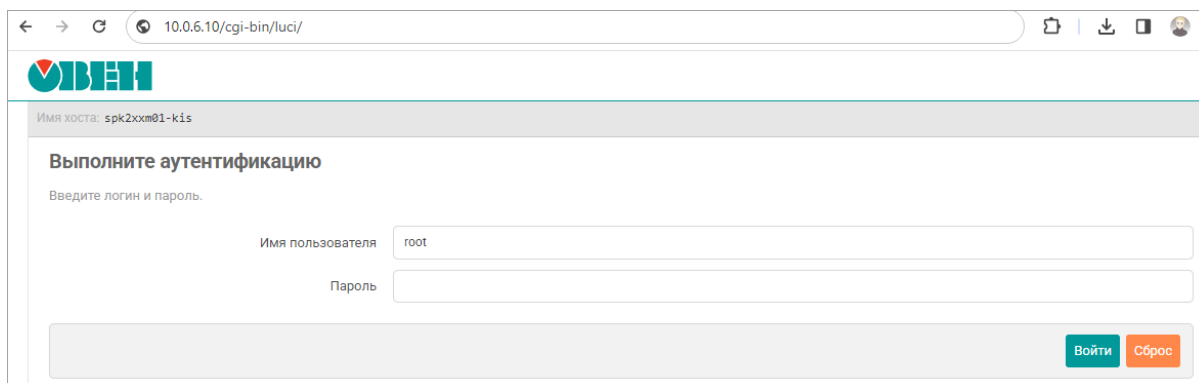 10.0.6.10/cgi-bin/luci/
ОВЕН
Имя хоста: spk2xxm01-kis
Выполните аутентификацию
Введите логин и пароль.
Имя пользователя root
Пароль
Войти Сброс